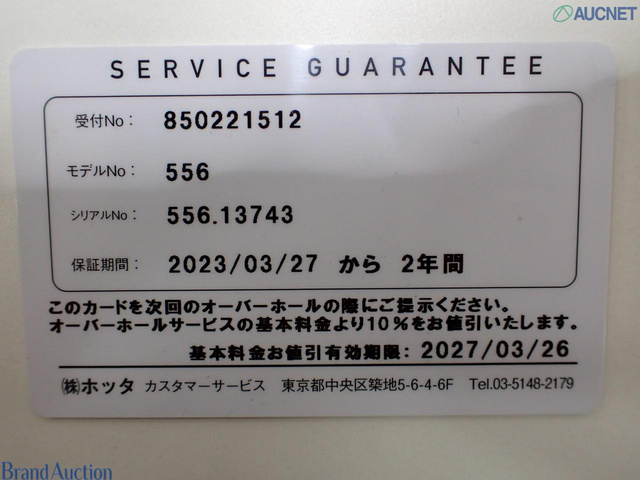 AUCNET
SERVICE GUARANTEE
受付No： 850221512
モデルNo： 556
シリアルNo： 556.13743
保証期間： 2023/03/27 から 2年間
このカードを次回のオーバーホールの際にご提示ください。
オーバーホールサービスの基本料金より10%をお値引いたします。
基本料金お値引有効期限: 2027/03/26
㈱ホッタ カスタマーサービス 東京都中央区築地5-6-4-6F Tel.03-5148-2179
Brand Auction